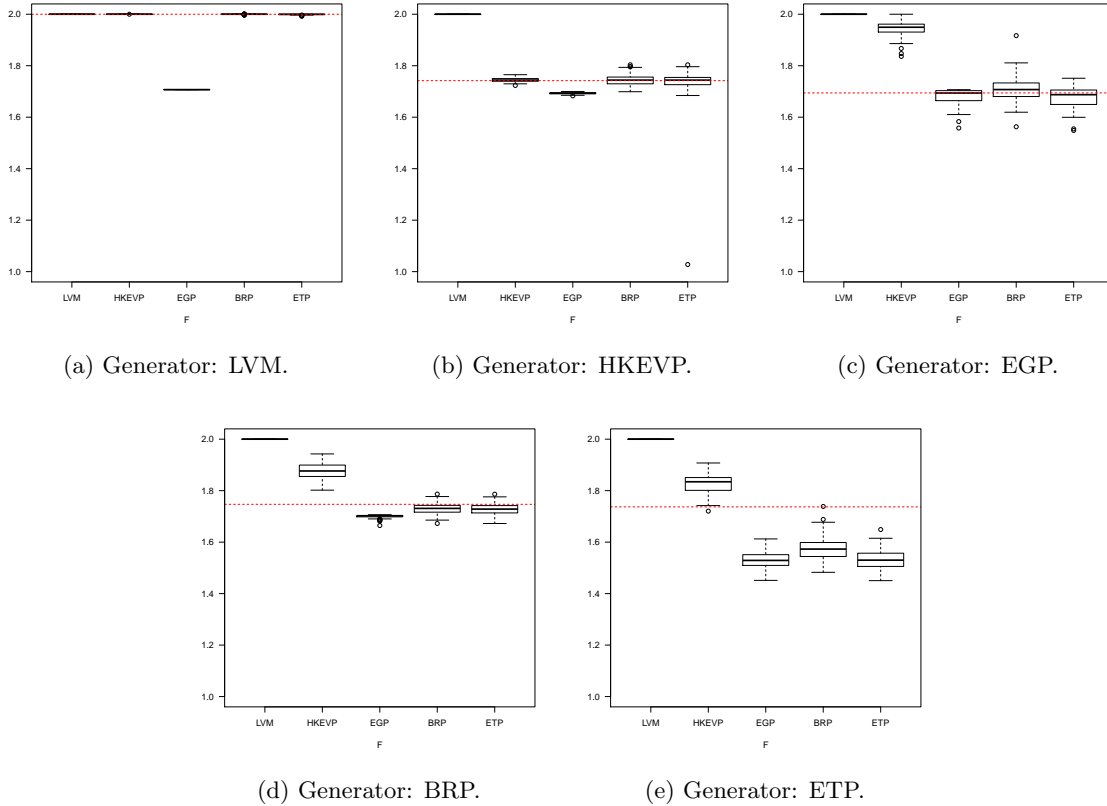 2.0
1.8
1.6
1.4
1.2
1.0
LVM HKEVP EGP BRP ETP
F
(a) Generator: LVM.
2.0
1.8
1.6
1.4
1.2
1.0
LVM HKEVP EGP BRP ETP
F
(b) Generator: HKEVP.
2.0
1.8
1.6
1.4
1.2
1.0
LVM HKEVP EGP BRP ETP
F
(c) Generator: EGP.
2.0
1.8
1.6
1.4
1.2
1.0
LVM HKEVP EGP BRP ETP
F
(d) Generator: BRP.
2.0
1.8
1.6
1.4
1.2
1.0
LVM HKEVP EGP BRP ETP
F
(e) Generator: ETP.